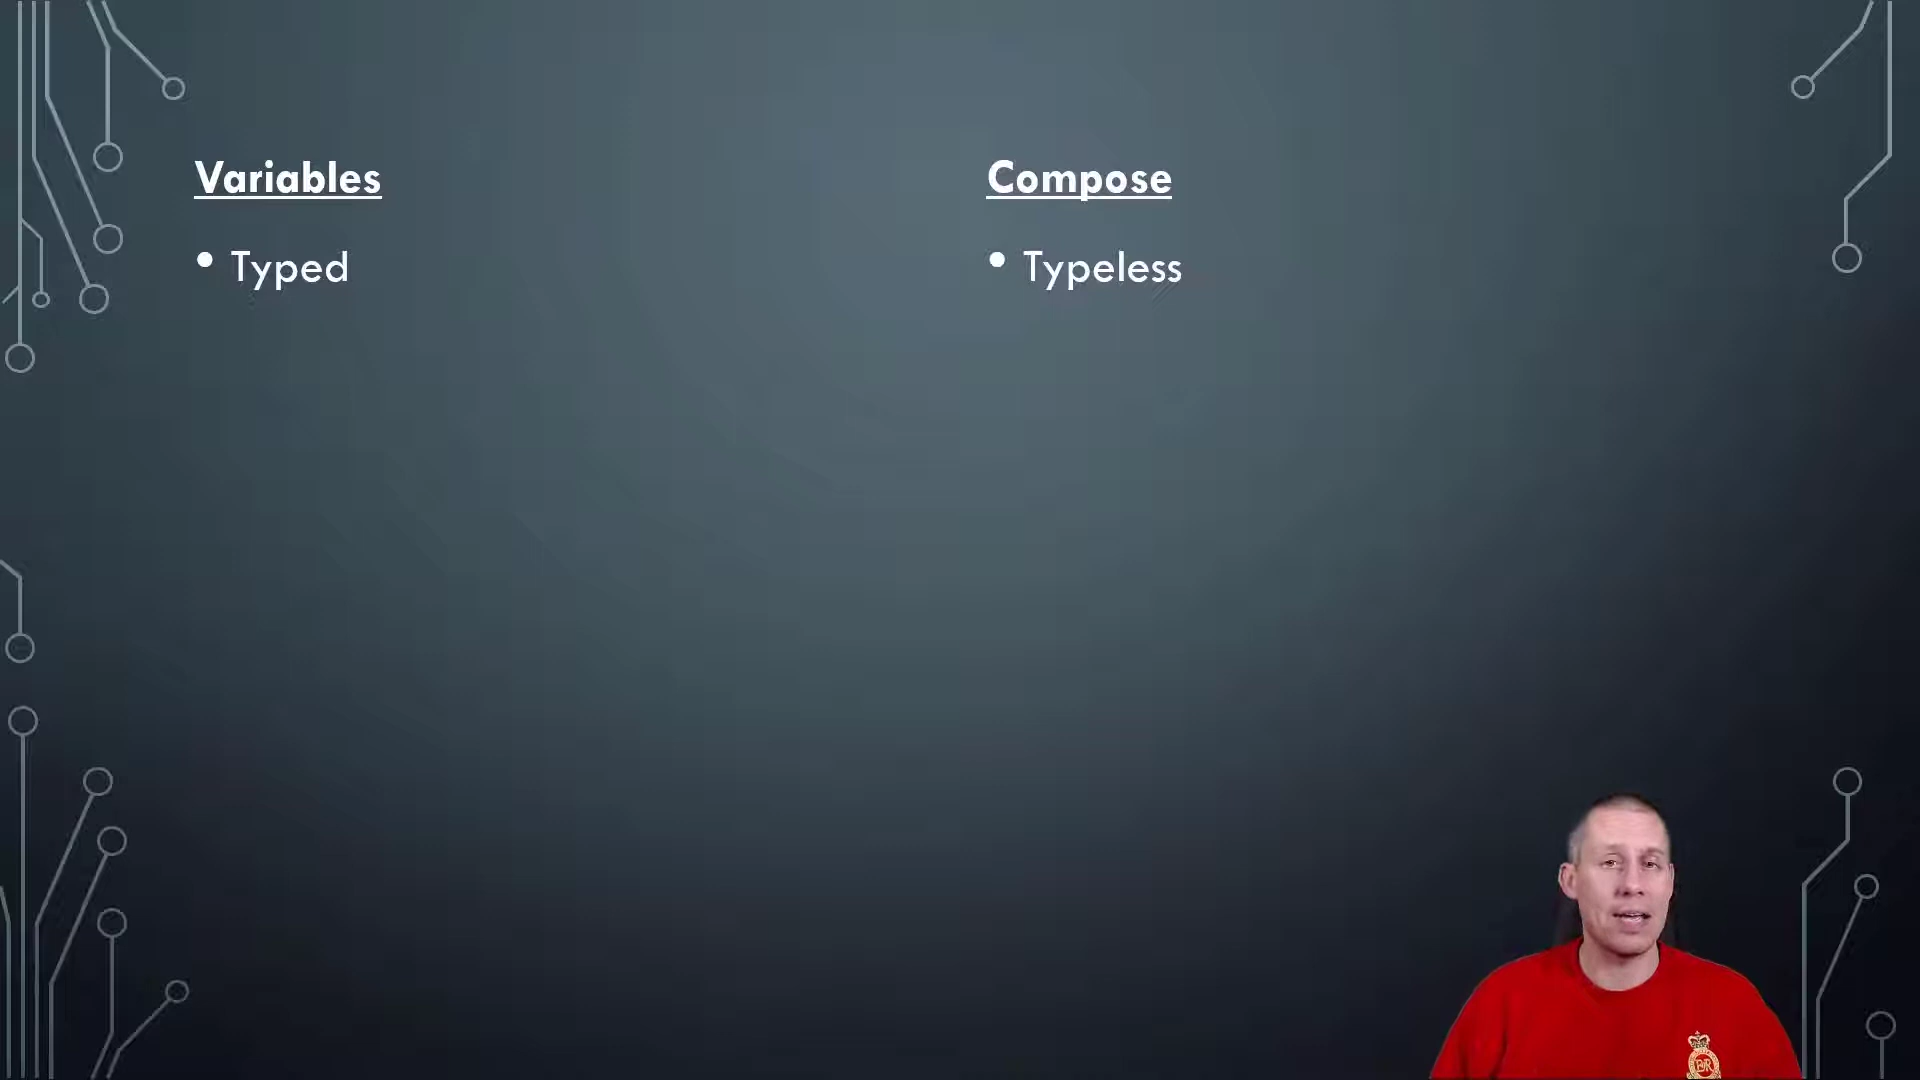 Variables
• Typed
Compose
• Typeless